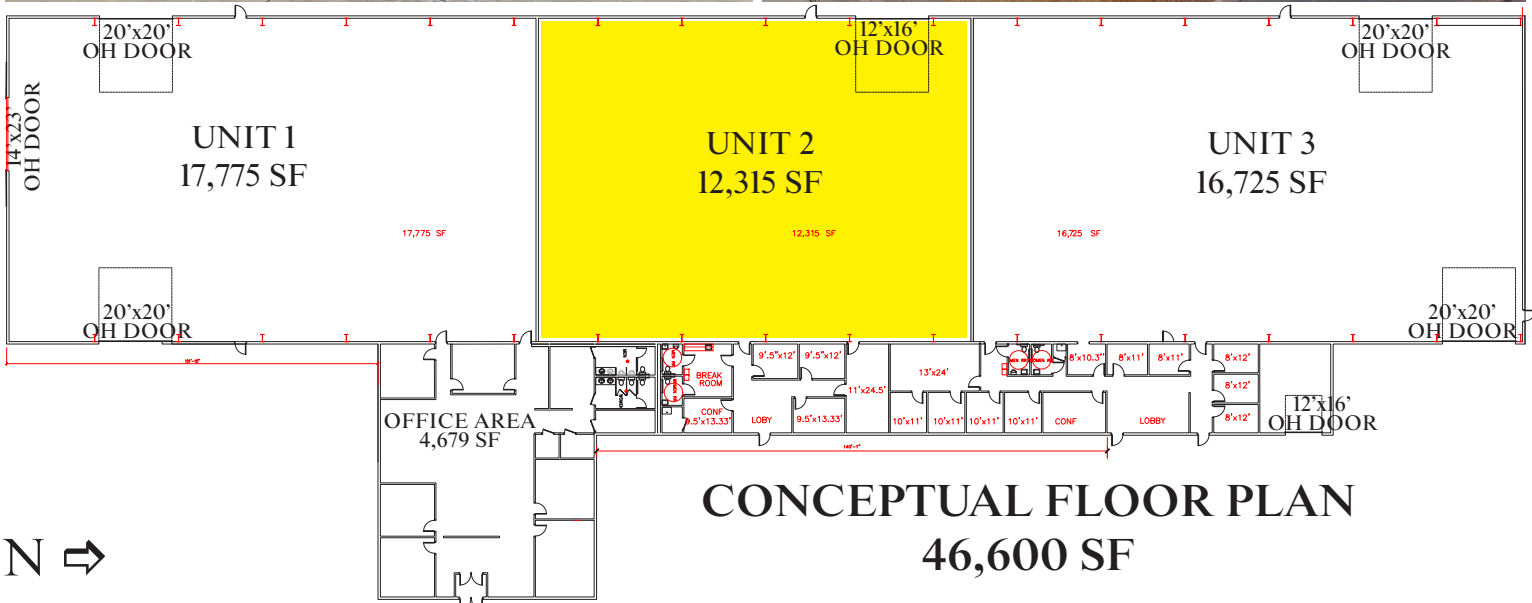 20’x20’
OH DOOR
12’x16’
OH DOOR
20’x20’
OH DOOR
14’x23’
OH DOOR
UNIT 1
17,775 SF
UNIT 2
12,315 SF
UNIT 3
16,725 SF
17,775 SF
12,315 SF
16,725 SF
20’x20’
OH DOOR
20’x20’
OH DOOR
BREAK
ROOM
9'.5"x12'
9'.5"x12'
11'x24.5'
13'x24'
8'x10.3"
8'x11'
8'x11'
8'x12'
8'x12'
8'x12'
CONF
9.5'x13.33'
LOBY
9.5'x13.33'
10'x11'
10'x11'
10'x11'
10'x11'
CONF
LOBBY
12’x16’
OH DOOR
OFFICE AREA
4,679 SF
CONCEPTUAL FLOOR PLAN
46,600 SF
N